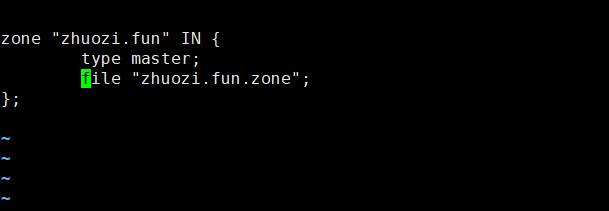 zone "zhuozi.fun" IN {
        type master;
        file "zhuozi.fun.zone";
};
~
~
~
~